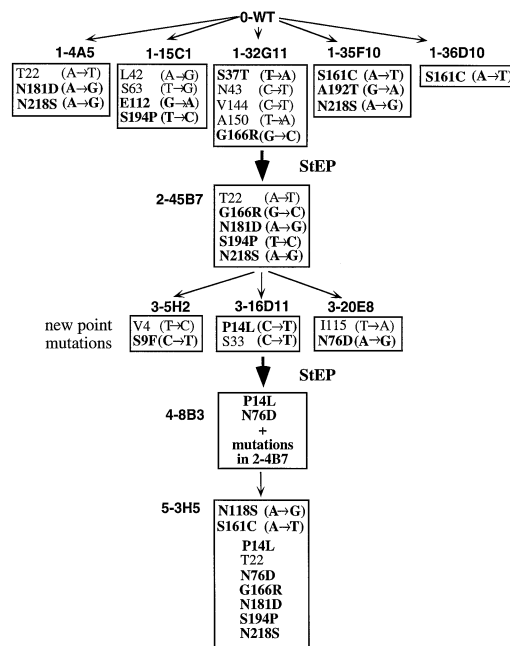 0-WT
1-4A5 1-15C1 1-32G11 1-35F10 1-36D10
T22 (A→T)
N181D (A→G)
N218S (A→G)
L42 (A→G)
S63 (T→G)
E112 (G→A)
S194P (T→C)
S37T (T→A)
N43 (C→T)
V144 (C→T)
A150 (T→A)
G166R (G→C)
S161C (A→T)
A192T (G→A)
N218S (A→G)
S161C (A→T)
StEP
2-45B7
T22 (A→T)
G166R (G→C)
N181D (A→G)
S194P (T→C)
N218S (A→G)
3-5H2 3-16D11 3-20E8
new point
mutations
V4 (T→C)
S9F (C→T)
P14L (C→T)
S33 (C→T)
I115 (T→A)
N76D (A→G)
StEP
4-8B3
P14L
N76D
+
mutations
in 2-4B7
5-3H5
N118S (A→G)
S161C (A→T)
P14L
T22
N76D
G166R
N181D
S194P
N218S